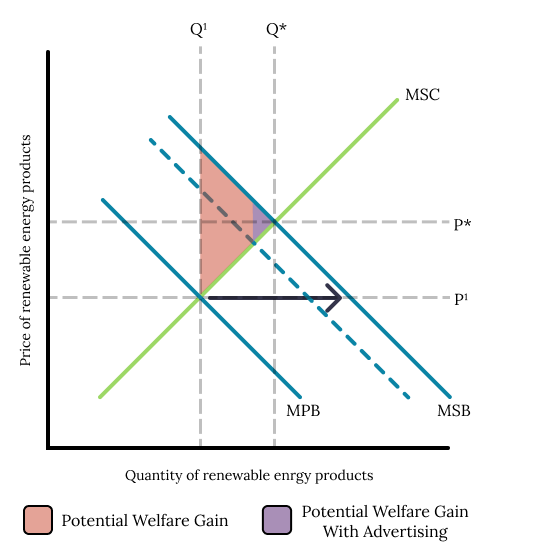 Q¹
Q*
MSC
P*
P¹
MPB
MSB
Price of renewable energy products
Quantity of renewable enrgy products
Potential Welfare Gain
Potential Welfare Gain
With Advertising